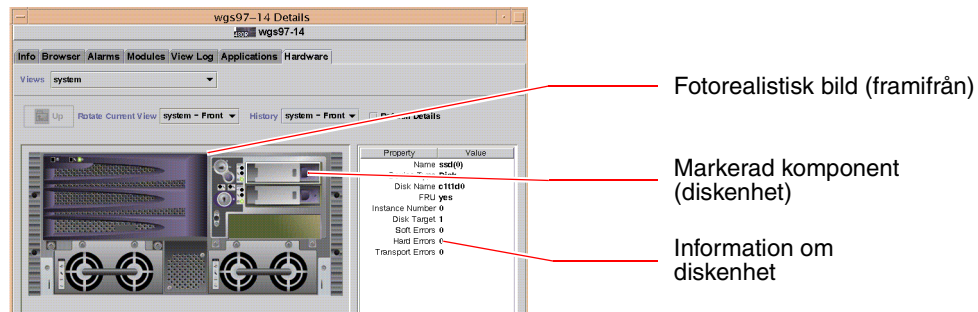 wgs97-14 Details
480R wgs97-14
Info Browser Alarms Modules View Log Applications Hardware
Views system
Up Rotate Current View system - Front History system - Front Details
Property Value
Name ssd(0)
Disk
Disk Name c1t1d0
FRU yes
Instance Number 0
Disk Target 1
Soft Errors 0
Hard Errors 0
Transport Errors 0
Fotorealistisk bild (framifrån)
Markerad komponent
(diskenhet)
Information om
diskenhet